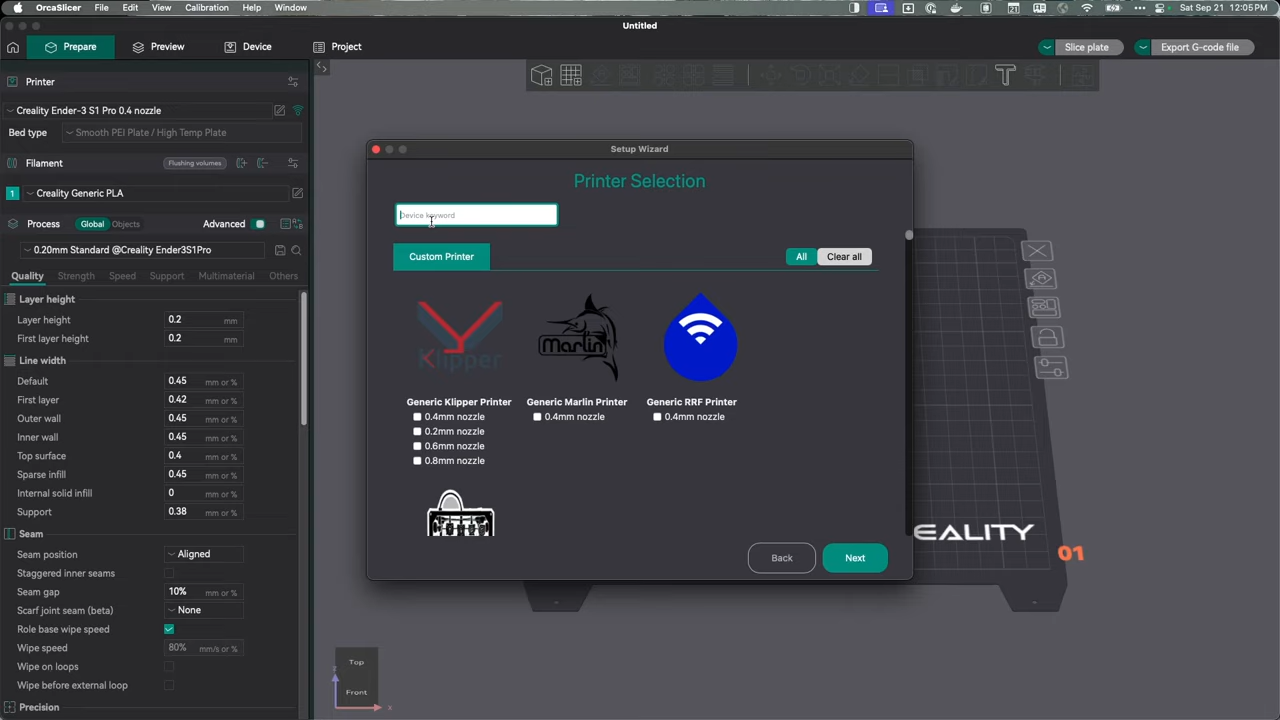 OrcaSlicer File Edit View Calibration Help Window
Sat Sep 21 12:05 PM
Untitled
Prepare Preview Device Project
Slice plate Export G-code file
Printer
Creality Ender-3 S1 Pro 0.4 nozzle
Bed type Smooth PEI Plate / High Temp Plate
Filament Flushing volumes
1 Creality Generic PLA
Process Global Objects Advanced
0.20mm Standard @Creality Ender3S1Pro
Quality Strength Speed Support Multimaterial Others
Layer height
Layer height 0.2 mm
First layer height 0.2 mm
Line width
Default 0.45 mm or %
First layer 0.42 mm or %
Outer wall 0.45 mm or %
Inner wall 0.45 mm or %
Top surface 0.4 mm or %
Sparse infill 0.45 mm or %
Internal solid infill 0 mm or %
Support 0.38 mm or %
Seam
Seam position Aligned
Staggered inner seams
Seam gap 10% mm or %
Scarf joint seam (beta) None
Role base wipe speed
Wipe speed 80% mm/s or %
Wipe on loops
Wipe before external loop
Precision
Setup Wizard
Printer Selection
Device keyword
Custom Printer All Clear all
Klipper Marlin
Generic Klipper Printer Generic Marlin Printer Generic RRF Printer
0.4mm nozzle 0.4mm nozzle 0.4mm nozzle
0.2mm nozzle
0.6mm nozzle
0.8mm nozzle
Back Next
EALITY
01
Top
Front
z
x